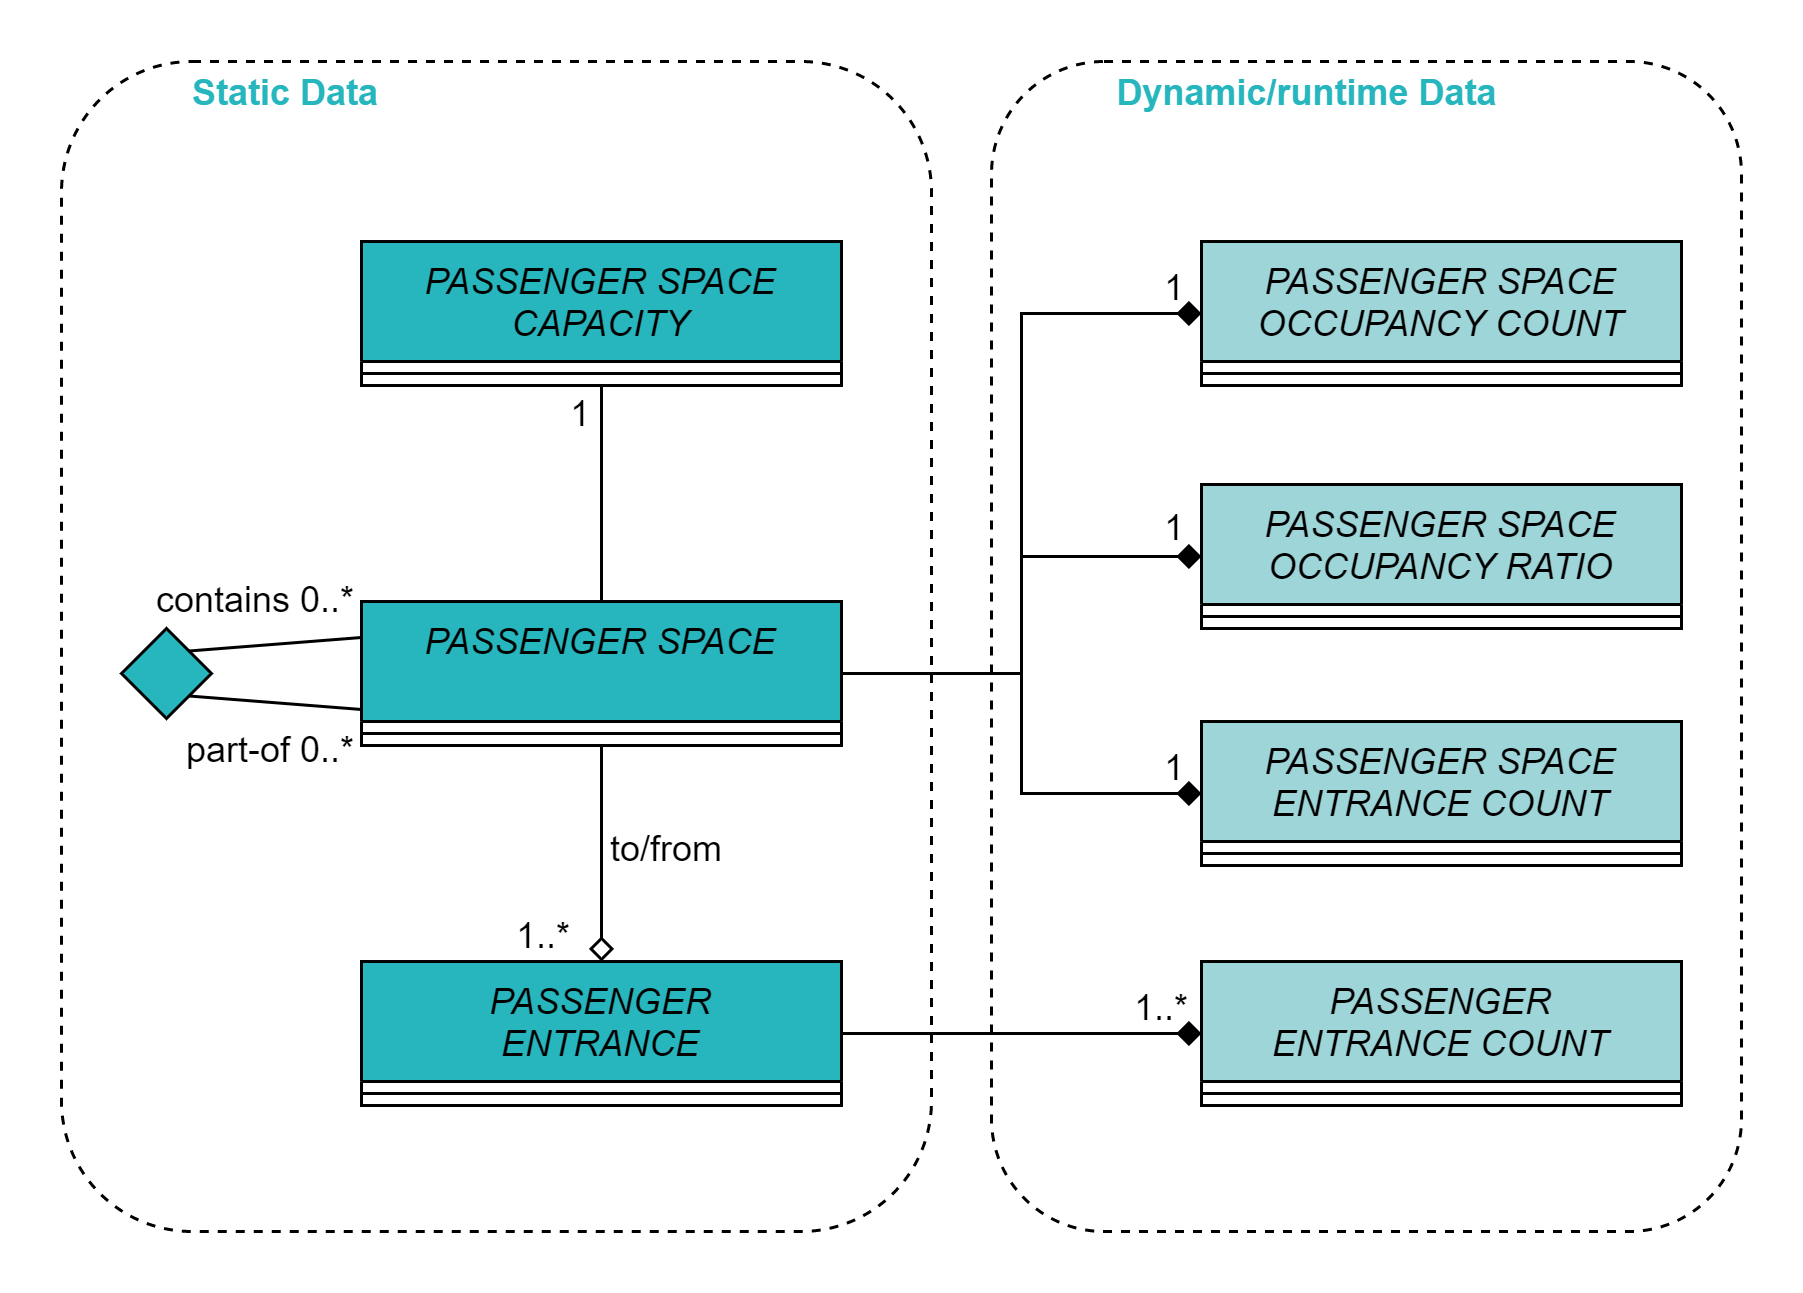 Static Data
PASSENGER SPACE
CAPACITY
1
contains 0..*
PASSENGER SPACE
part-of 0..*
to/from
1..*
PASSENGER
ENTRANCE
Dynamic/runtime Data
1
PASSENGER SPACE
OCCUPANCY COUNT
1
PASSENGER SPACE
OCCUPANCY RATIO
1
PASSENGER SPACE
ENTRANCE COUNT
1..*
PASSENGER
ENTRANCE COUNT